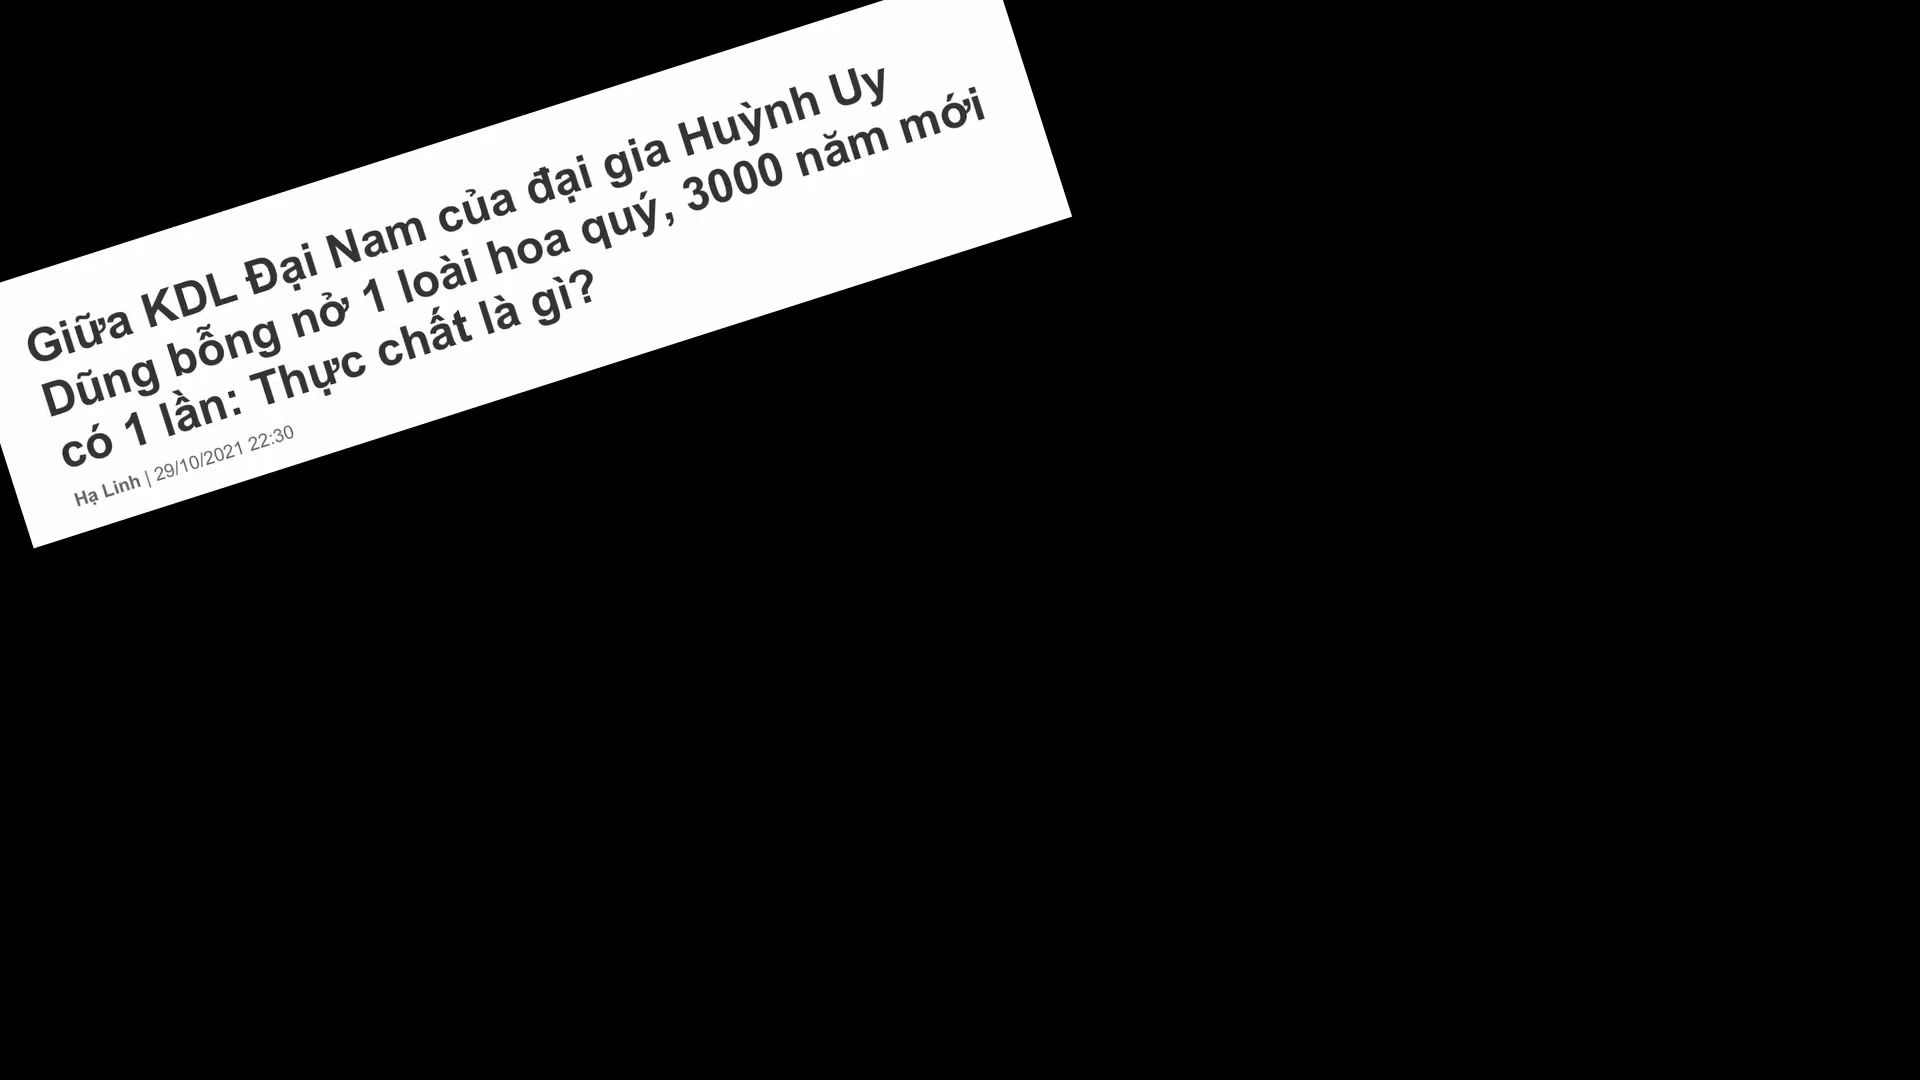 Giữa KDL Đại Nam của đại gia Huỳnh Uy
Dũng bỗng nở 1 loài hoa quý, 3000 năm mới
có 1 lần: Thực chất là gì?
Hạ Linh | 29/10/2021 22:30